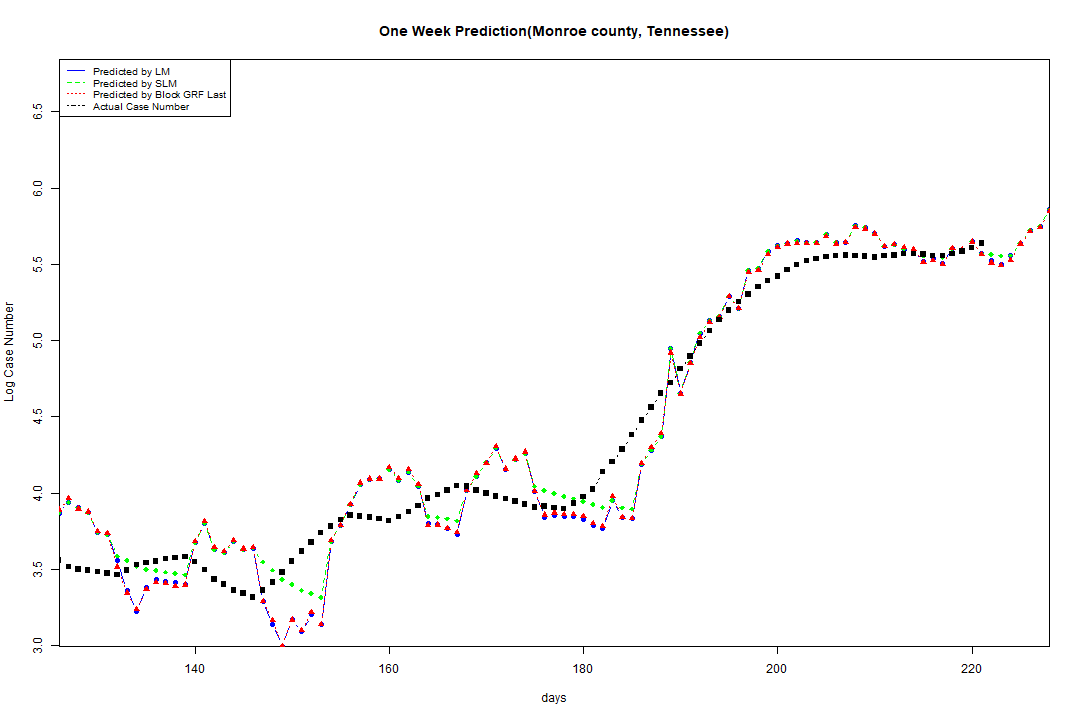 One Week Prediction(Monroe county, Tennessee)
Predicted by LM
Predicted by SLM
Predicted by Block GRF Last
Actual Case Number
6.5
6.0
5.5
5.0
4.5
4.0
3.5
3.0
Log Case Number
140 160 180 200 220
days